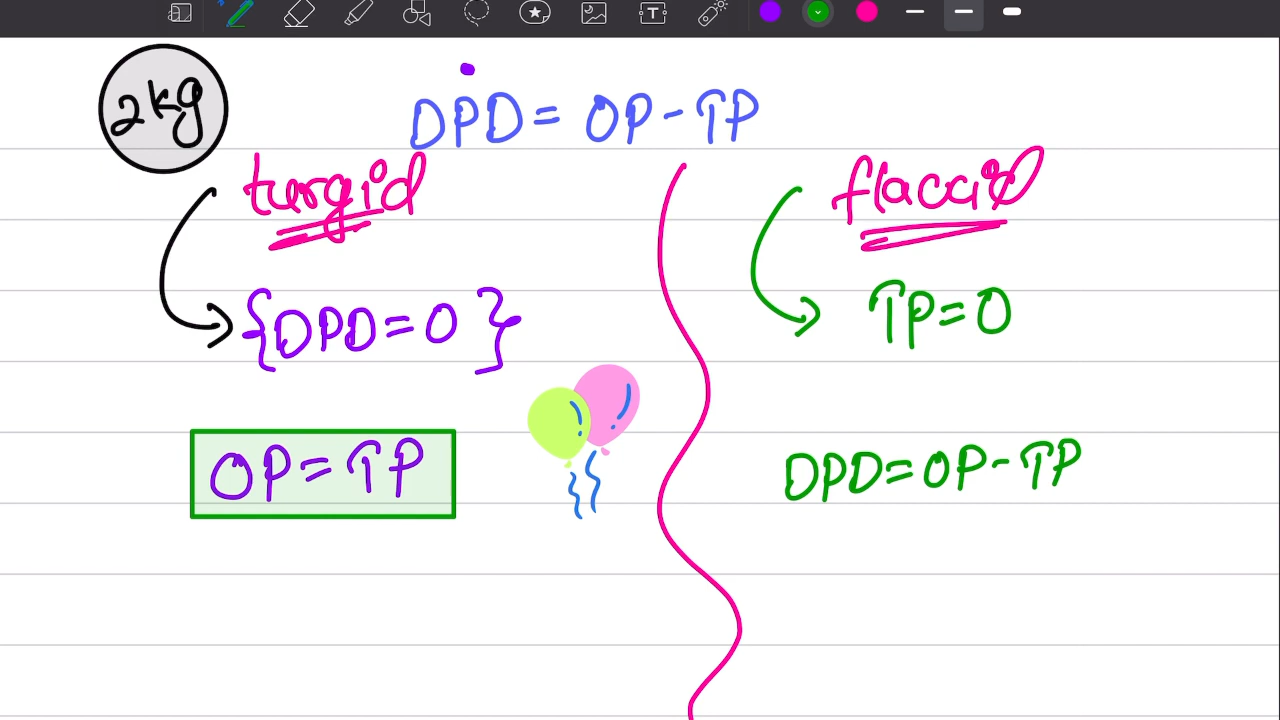 2kg
DPD = OP - TP
turgid
{DPD = 0}
OP = TP
flaccid
TP = 0
DPD = OP - TP